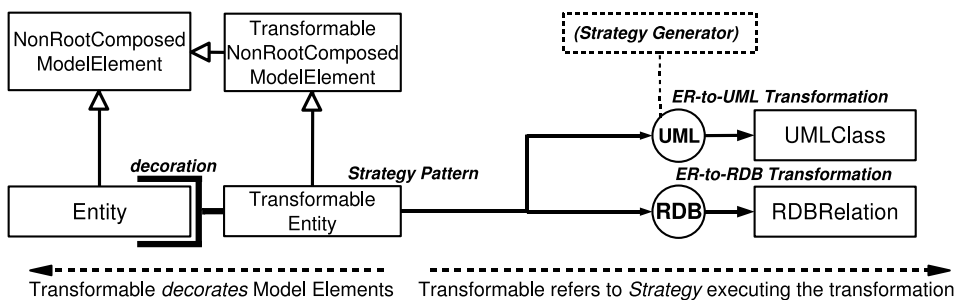 NonRootComposed
ModelElement
Transformable
NonRootComposed
ModelElement
(Strategy Generator)
ER-to-UML Transformation
UML
UMLClass
decoration
Strategy Pattern
ER-to-RDB Transformation
Entity
Transformable
Entity
RDB
RDBRelation
Transformable decorates Model Elements
Transformable refers to Strategy executing the transformation